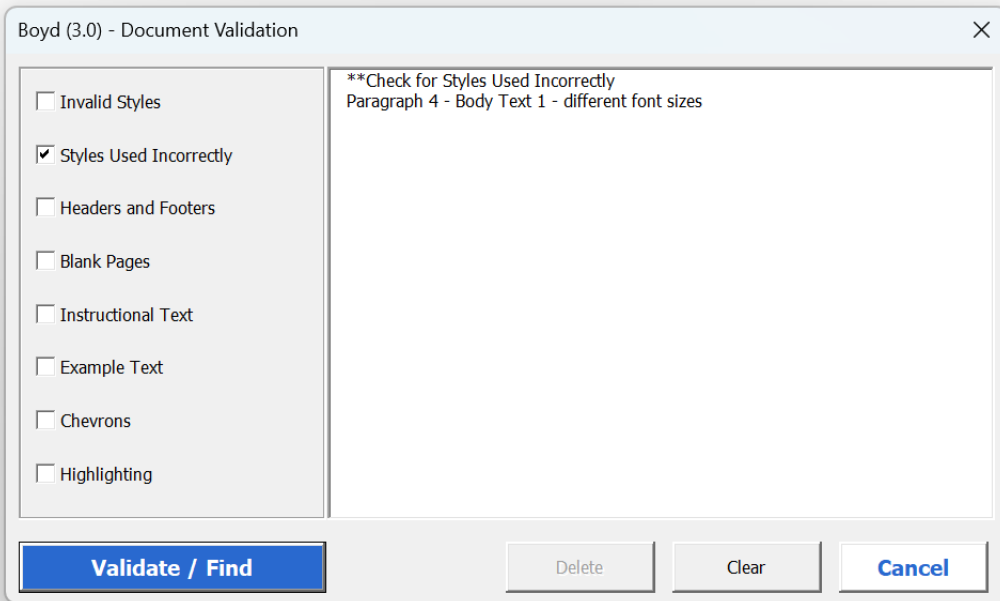 Boyd (3.0) - Document Validation
Invalid Styles
Styles Used Incorrectly
Headers and Footers
Blank Pages
Instructional Text
Example Text
Chevrons
Highlighting
**Check for Styles Used Incorrectly
Paragraph 4 - Body Text 1 - different font sizes
Validate / Find
Delete
Clear
Cancel